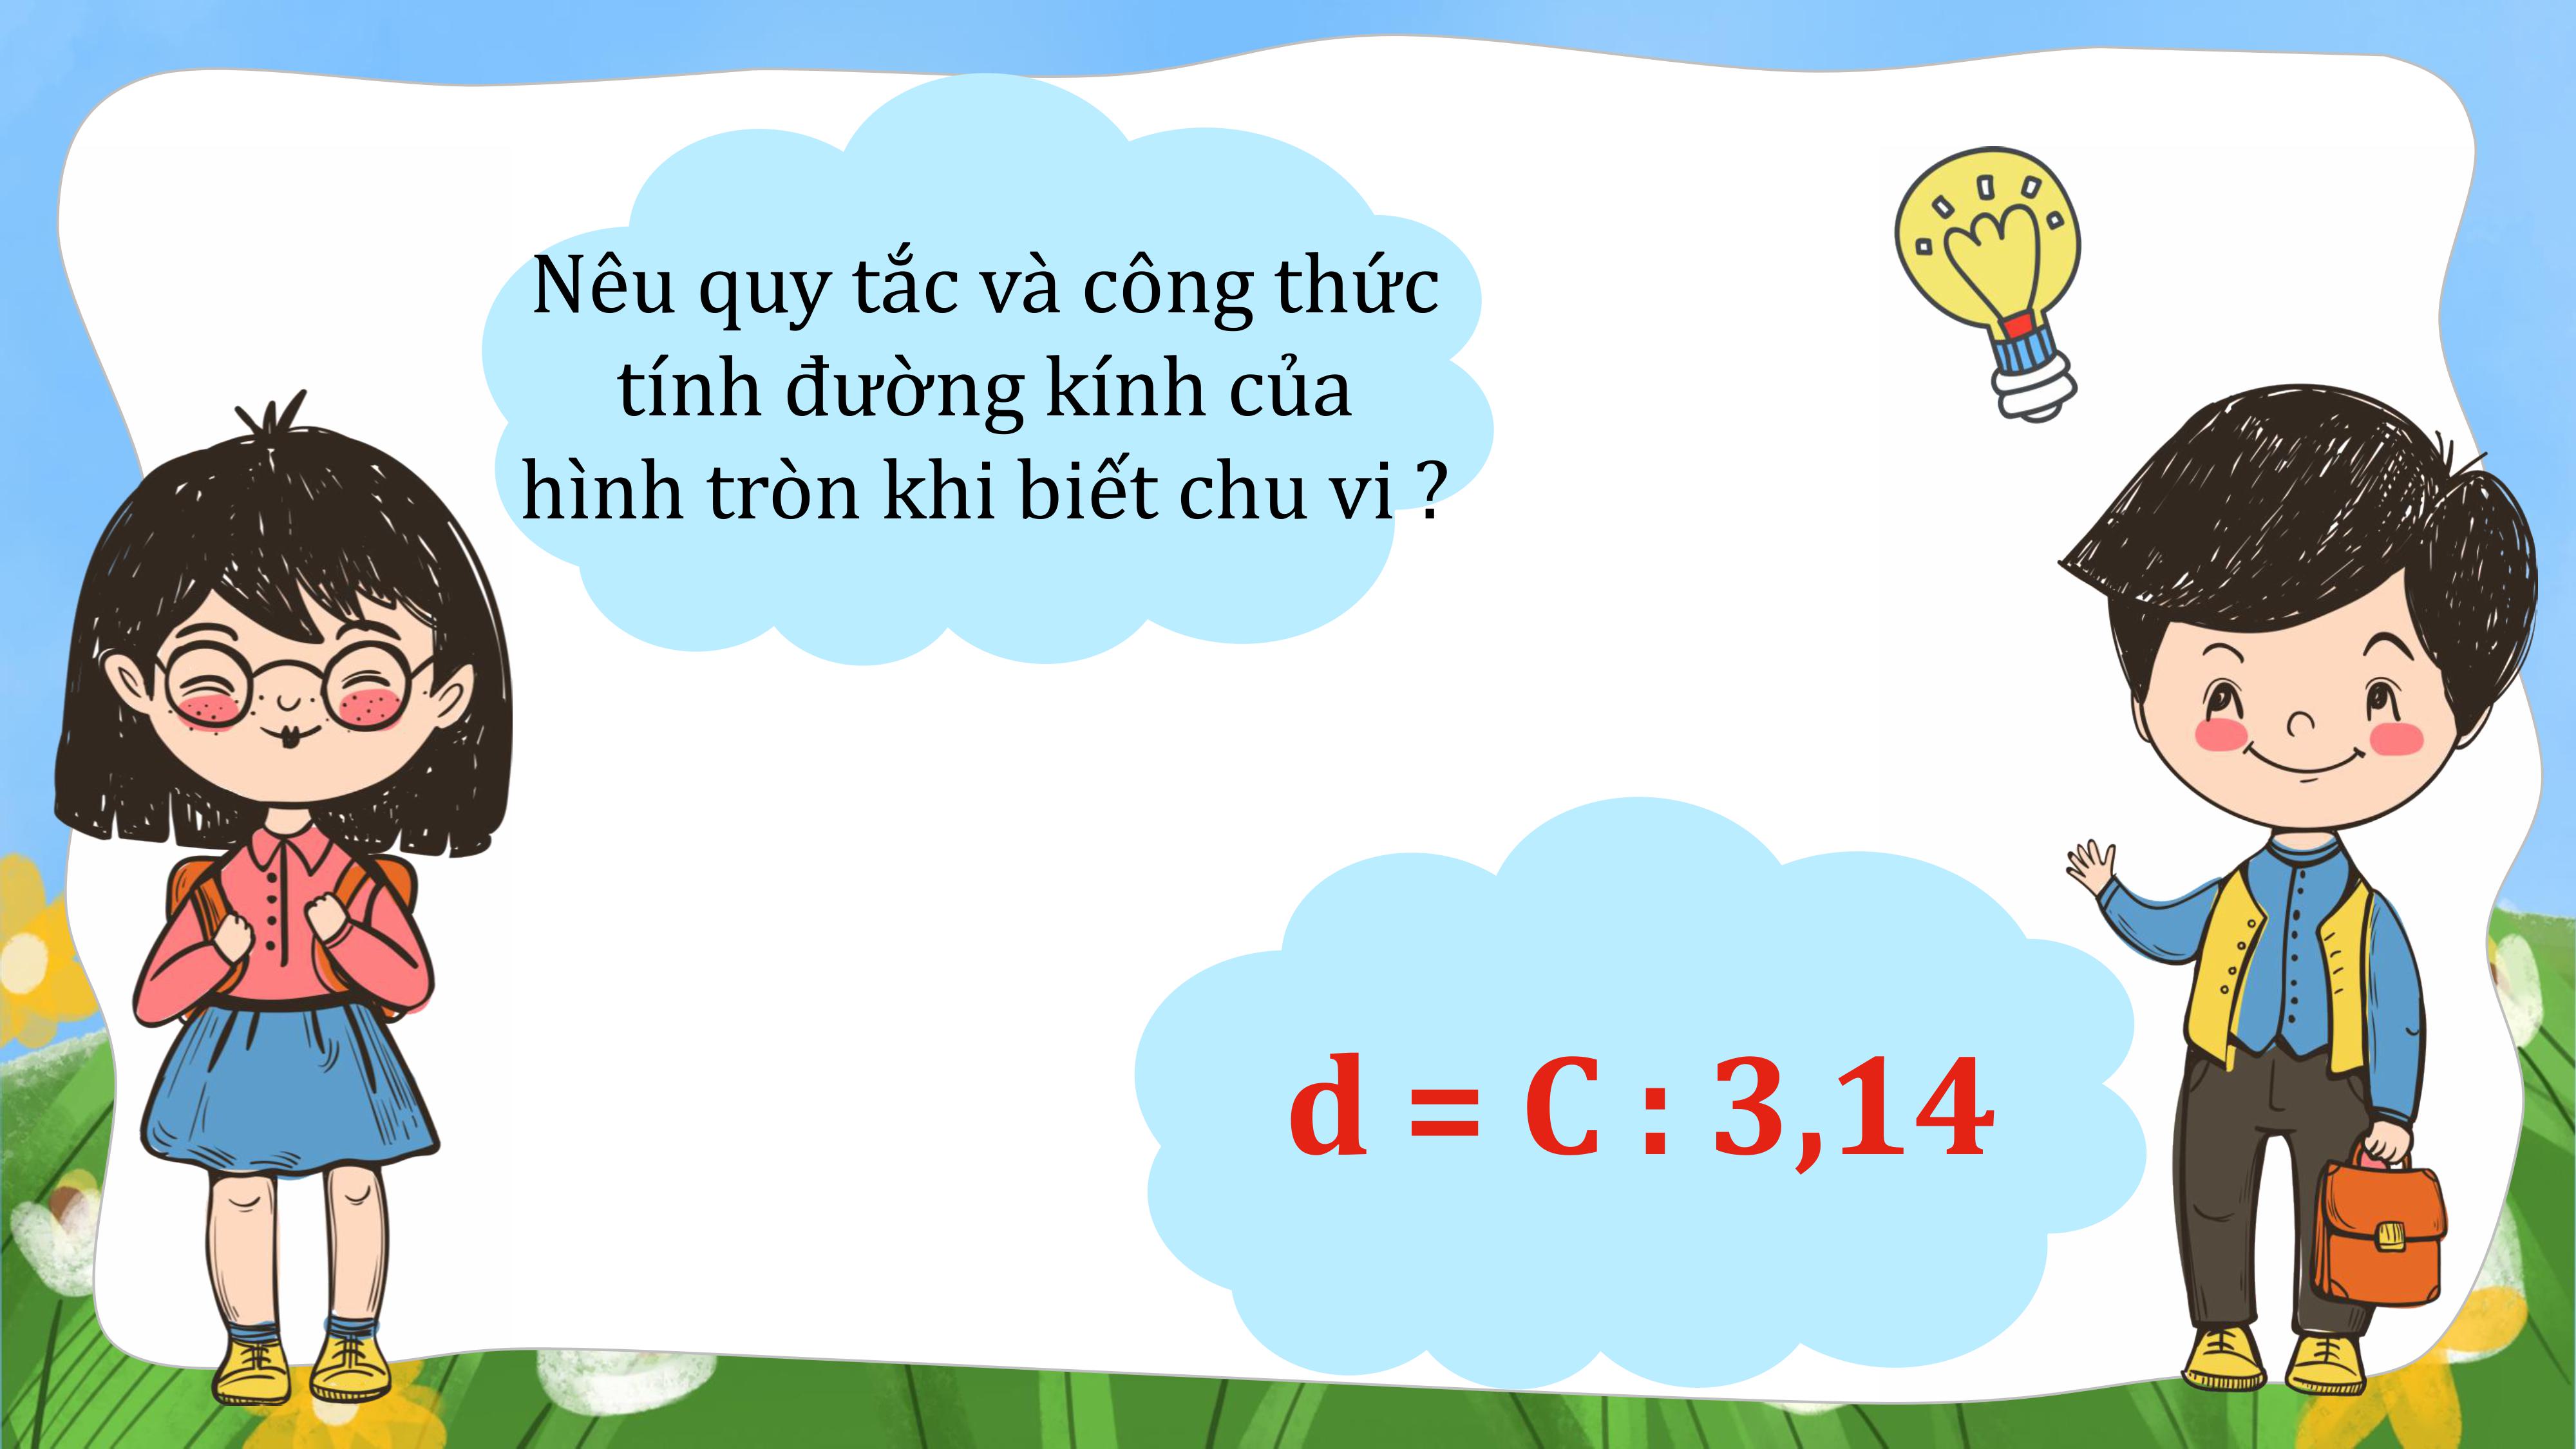 Nêu quy tắc và công thức
tính đường kính của
hình tròn khi biết chu vi ?
d = C : 3,14